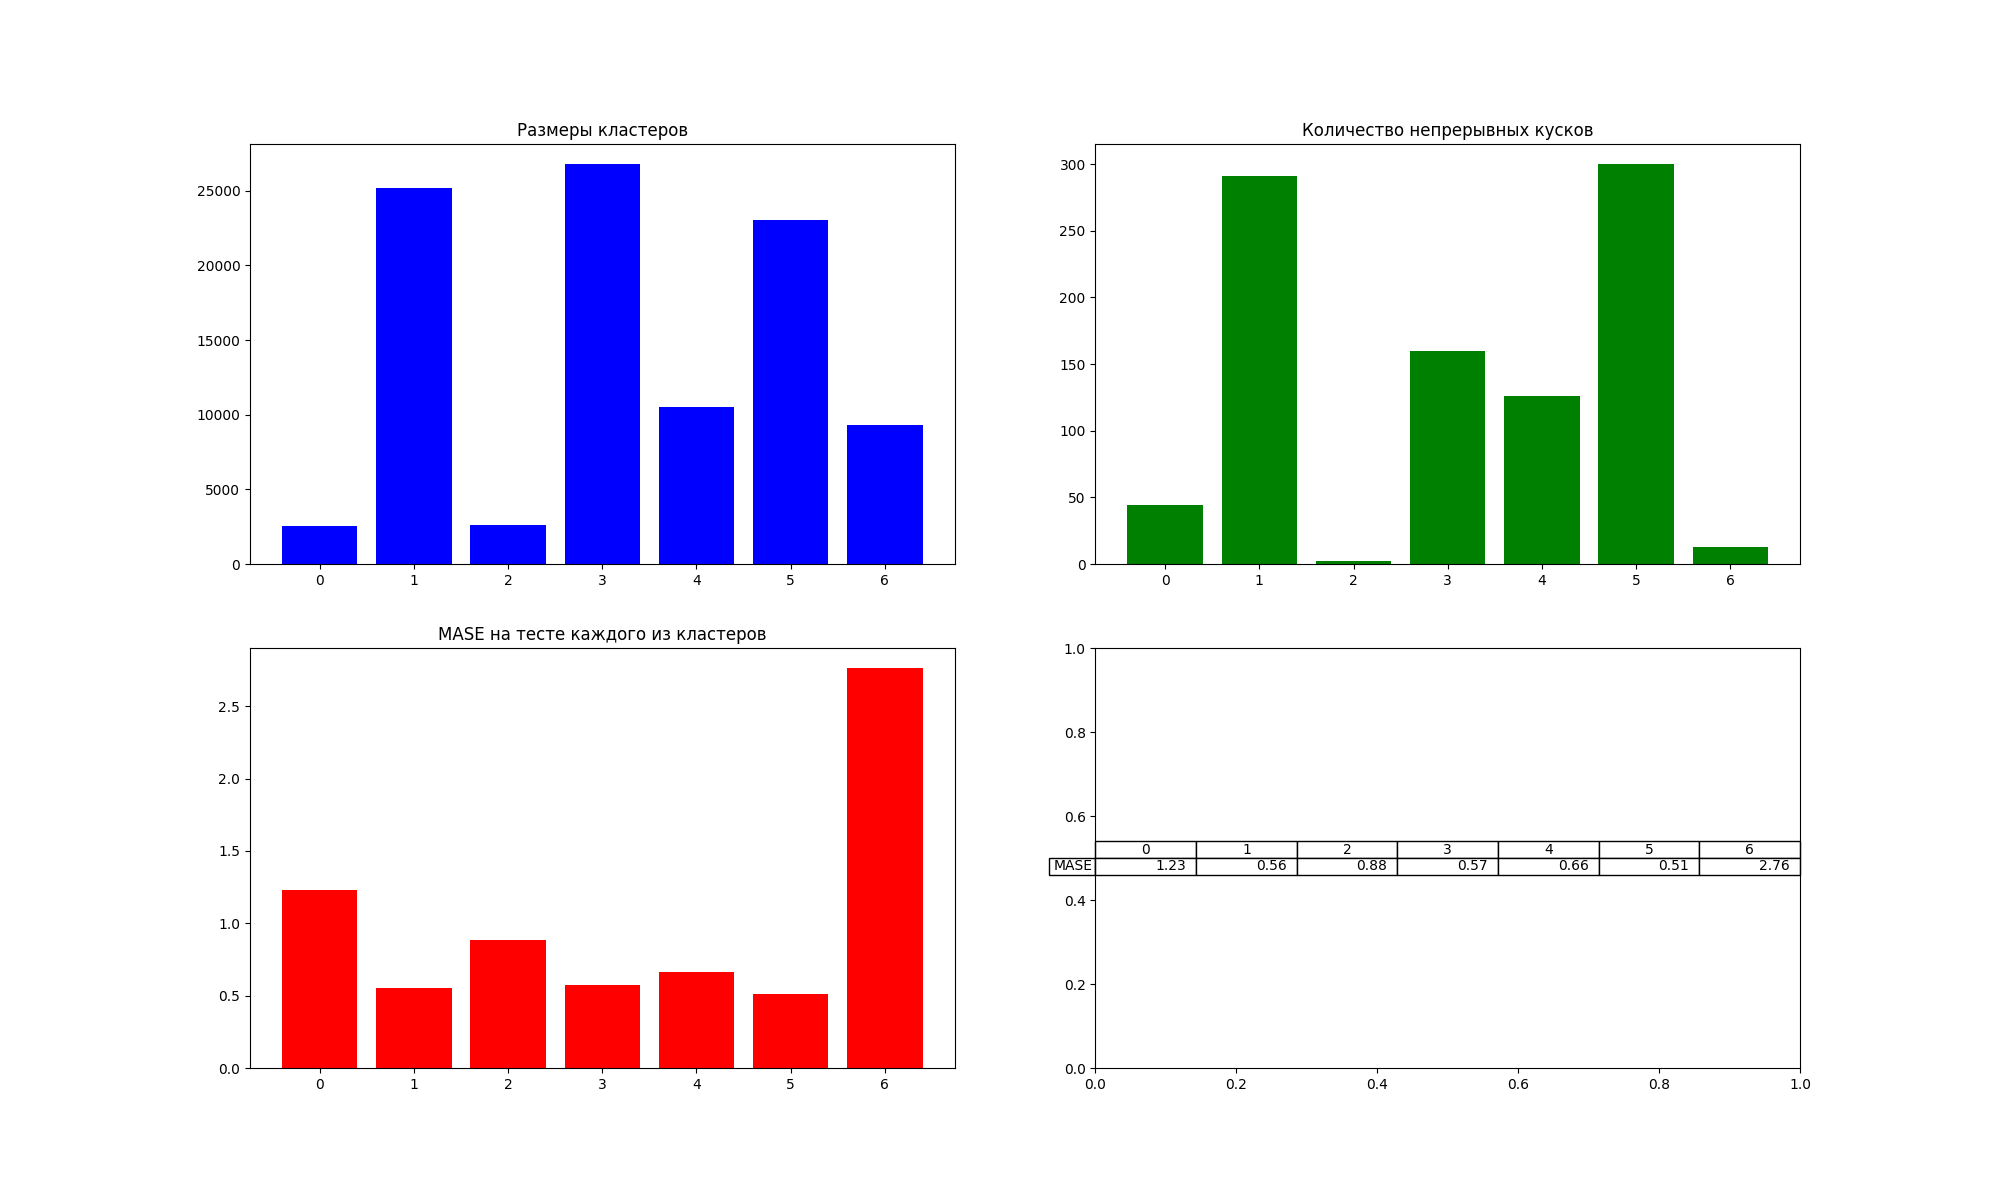 Размеры кластеров
25000
20000
15000
10000
5000
0
0 1 2 3 4 5 6
Количество непрерывных кусков
300
250
200
150
100
50
0
0 1 2 3 4 5 6
MASE на тесте каждого из кластеров
2.5
2.0
1.5
1.0
0.5
0.0
0 1 2 3 4 5 6
1.0
0.8
0.6
0 1 2 3 4 5 6
MASE 1.23 0.56 0.88 0.57 0.66 0.51 2.76
0.4
0.2
0.0
0.0 0.2 0.4 0.6 0.8 1.0